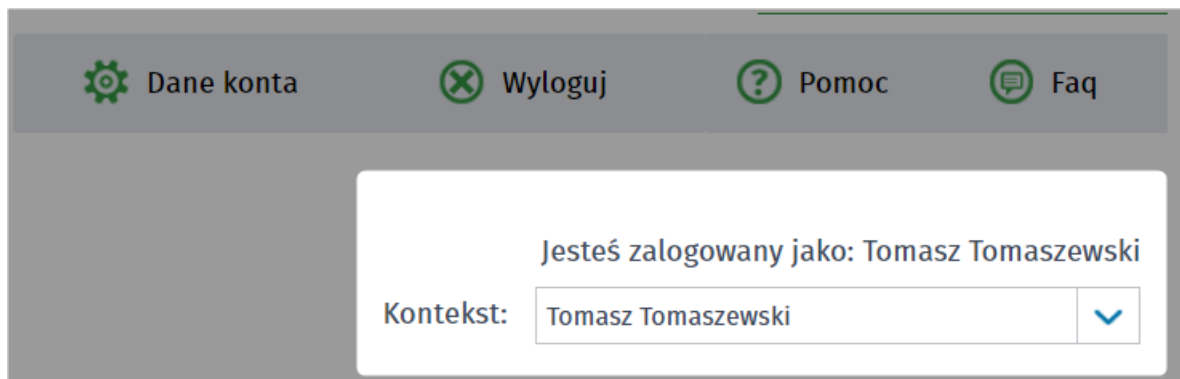 Dane konta Wyloguj Pomoc Faq
Jesteś zalogowany jako: Tomasz Tomaszewski
Kontekst: Tomasz Tomaszewski